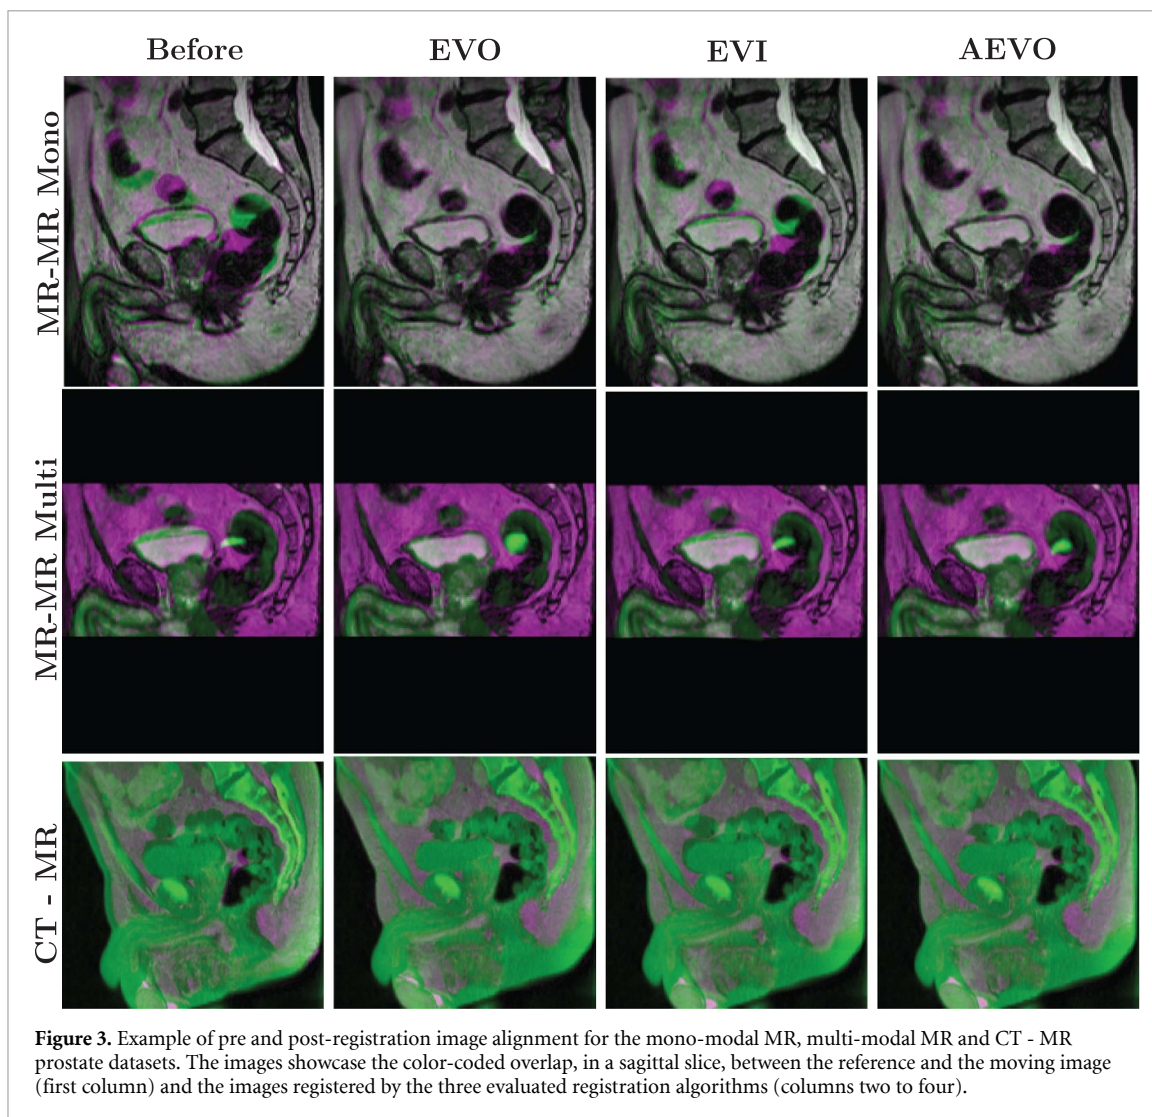 Before EVO EVI AEVO
MR-MR Mono
MR-MR Multi
CT - MR
Figure 3. Example of pre and post-registration image alignment for the mono-modal MR, multi-modal MR and CT - MR
prostate datasets. The images showcase the color-coded overlap, in a sagittal slice, between the reference and the moving image
(first column) and the images registered by the three evaluated registration algorithms (columns two to four).